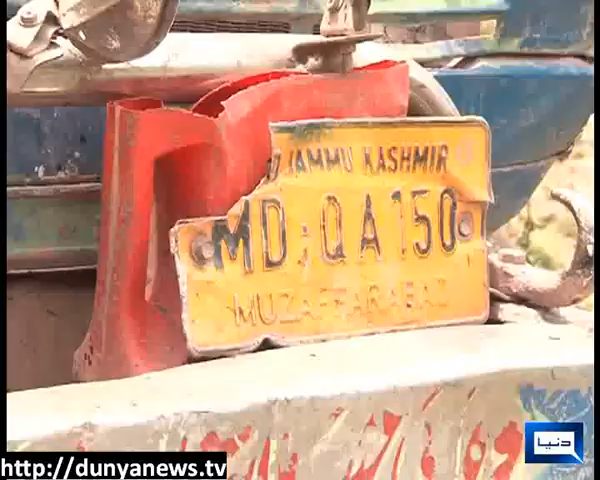 JAMMU KASHMIR
MD QA 150
MUZAFFARABAD
دنیا
http://dunyanews.tv